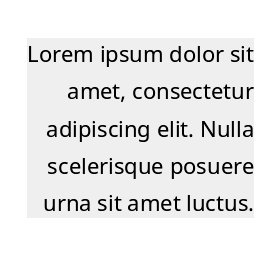 Lorem ipsum dolor sit
amet, consectetur
adipiscing elit. Nulla
scelerisque posuere
urna sit amet luctus.